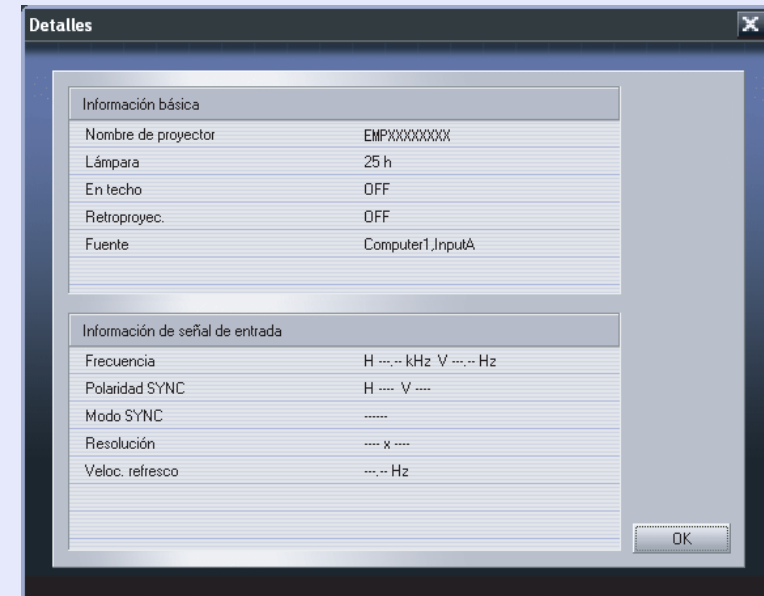 Detalles
Información básica
Nombre de proyector EMPXXXXXXXX
Lámpara 25 h
En techo OFF
Retroproyec. OFF
Fuente Computer1,InputA
Información de señal de entrada
Frecuencia H ---.-- kHz V ---.-- Hz
Polaridad SYNC H ---- V ----
Modo SYNC ------
Resolución ---- x ----
Veloc. refresco ---.-- Hz
OK